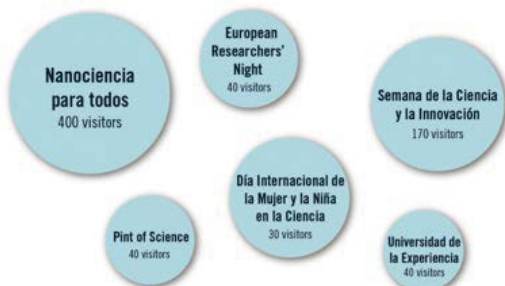 Nanociencia
para todos
400 visitors
European
Researchers'
Night
40 visitors
Semana de la Ciencia
y la Innovación
170 visitors
Día Internacional de
la Mujer y la Niña
en la Ciencia
30 visitors
Pint of Science
40 visitors
Universidad de
la Experiencia
40 visitors